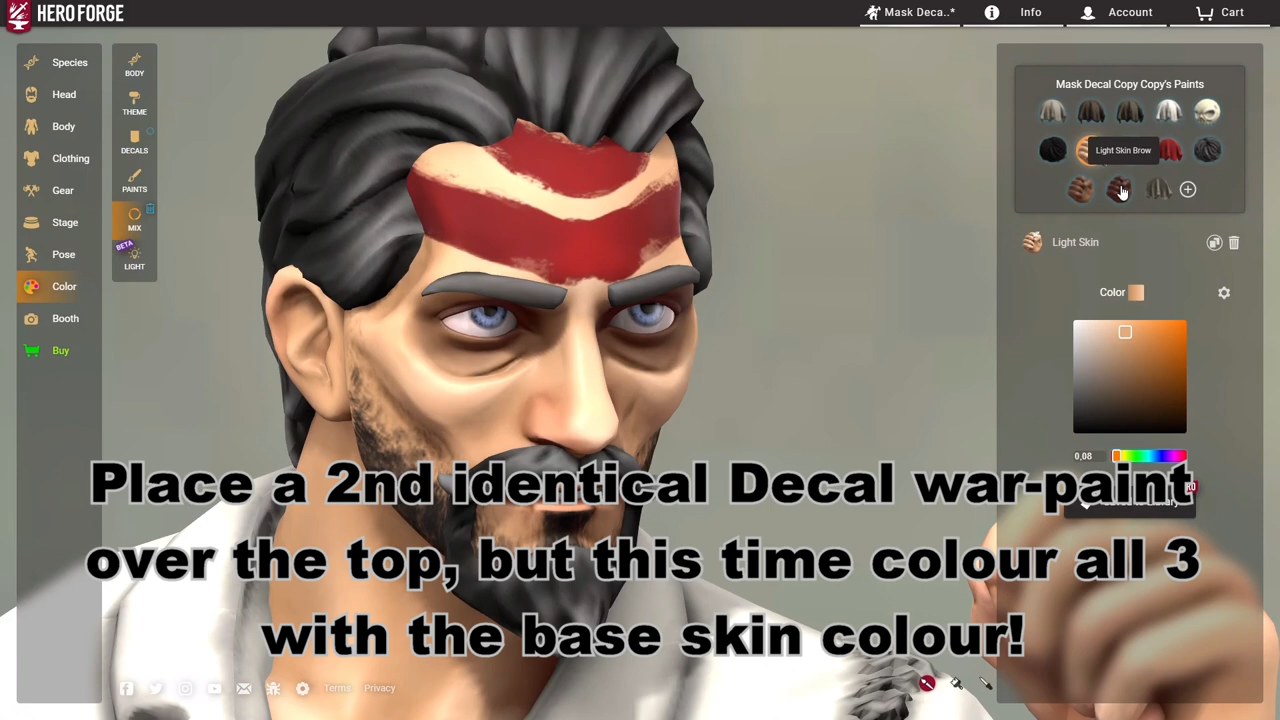 HERO FORGE
Mask Deca..*
Info
Account
Cart
Species
Head
Body
Clothing
Gear
Stage
Pose
Color
Booth
Buy
BODY
THEME
DECALS
PAINTS
MIX
BETA
LIGHT
Mask Decal Copy Copy's Paints
Light Skin Brow
Light Skin
Color
0,08
Place a 2nd identical Decal war-paint
over the top, but this time colour all 3
with the base skin colour!
Terms
Privacy